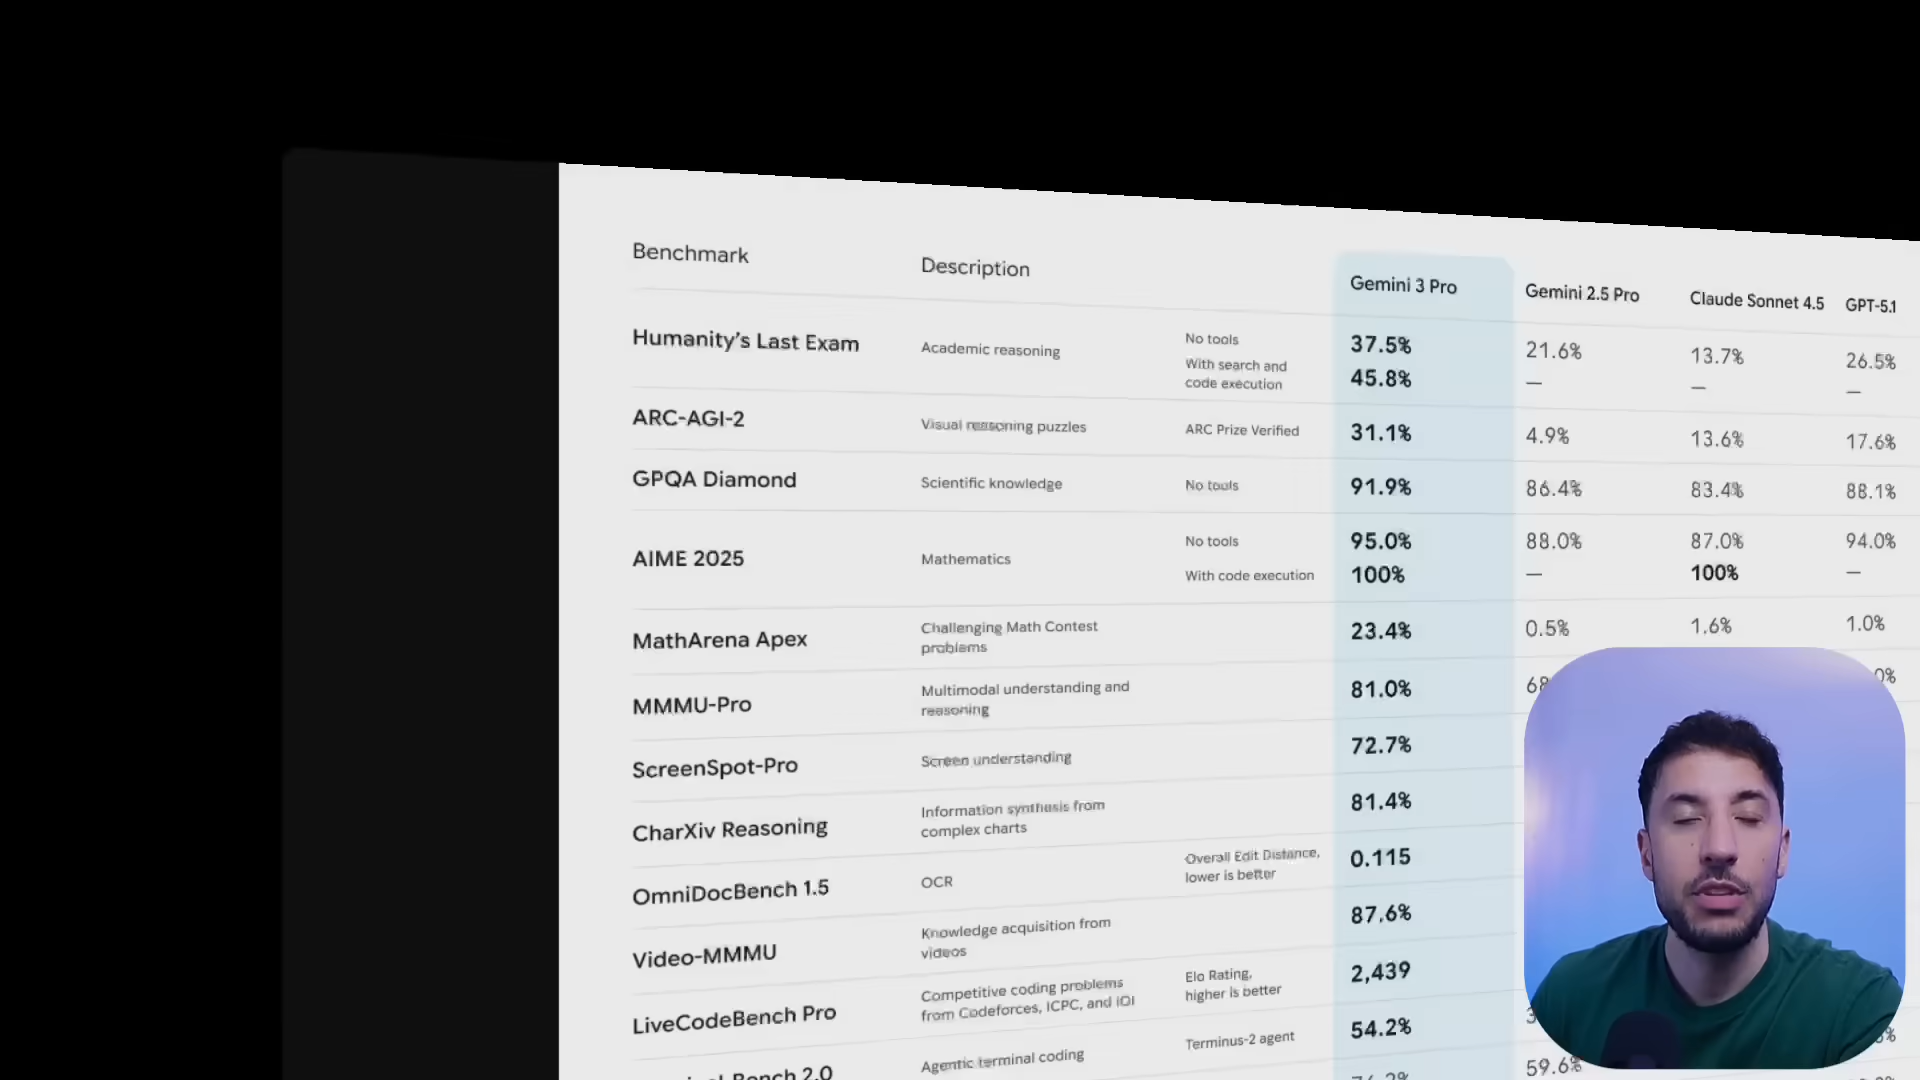 Benchmark Description Gemini 3 Pro Gemini 2.5 Pro Claude Sonnet 4.5 GPT-5.1
Humanity's Last Exam Academic reasoning No tools 37.5% 21.6% 13.7% 26.5%
With search and code execution 45.8% — — —
ARC-AGI-2 Visual reasoning puzzles ARC Prize Verified 31.1% 4.9% 13.6% 17.6%
GPQA Diamond Scientific knowledge No tools 91.9% 86.4% 83.4% 88.1%
AIME 2025 Mathematics No tools 95.0% 88.0% 87.0% 94.0%
With code execution 100% — 100% —
MathArena Apex Challenging Math Contest problems 23.4% 0.5% 1.6% 1.0%
MMMU-Pro Multimodal understanding and reasoning 81.0%
ScreenSpot-Pro Screen understanding 72.7%
CharXiv Reasoning Information synthesis from complex charts 81.4%
OmniDocBench 1.5 OCR Overall Edit Distance, lower is better 0.115
Video-MMMU Knowledge acquisition from videos 87.6%
LiveCodeBench Pro Competitive coding problems from Codeforces, ICPC, and IOI Elo Rating, higher is better 2,439
Bench 2.0 Agentic terminal coding Terminus-2 agent 54.2%
59.6%